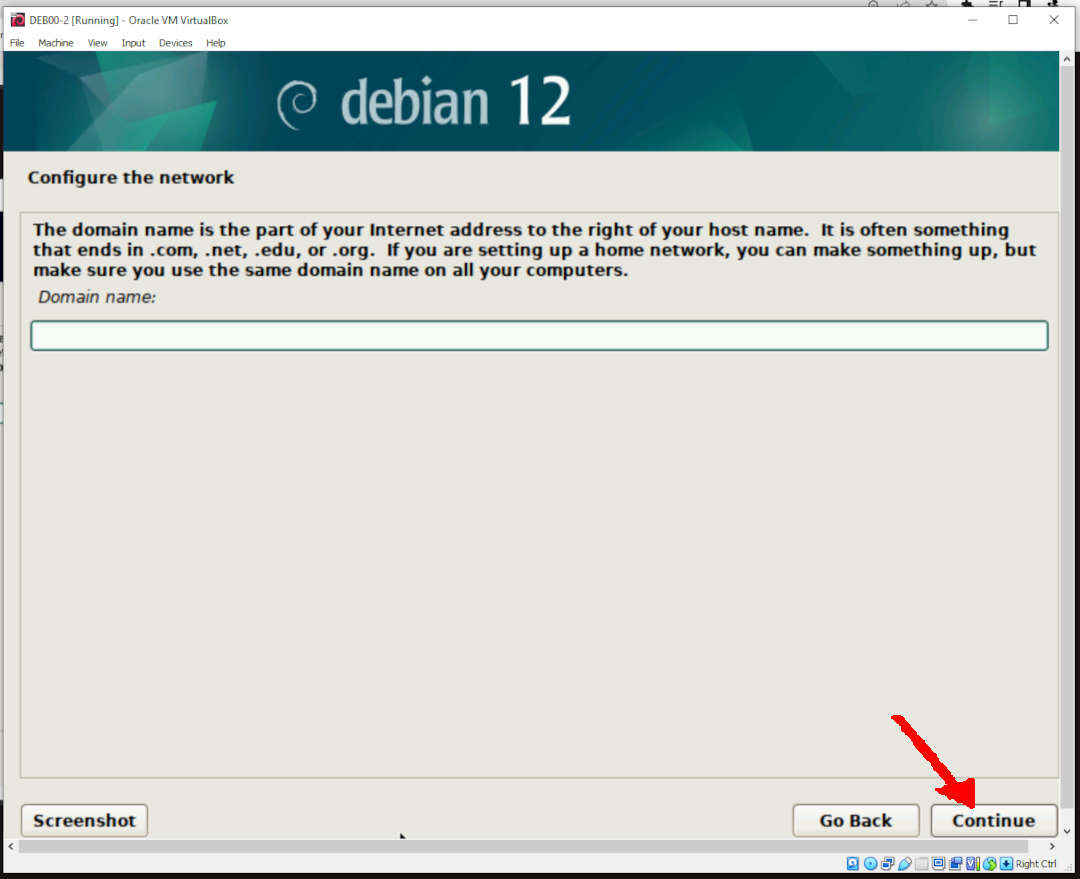 DEB00-2 [Running] - Oracle VM VirtualBox
File Machine View Input Devices Help
debian 12
Configure the network
The domain name is the part of your Internet address to the right of your host name.  It is often something
that ends in .com, .net, .edu, or .org.  If you are setting up a home network, you can make something up, but
make sure you use the same domain name on all your computers.
Domain name:
Screenshot Go Back Continue
Right Ctrl